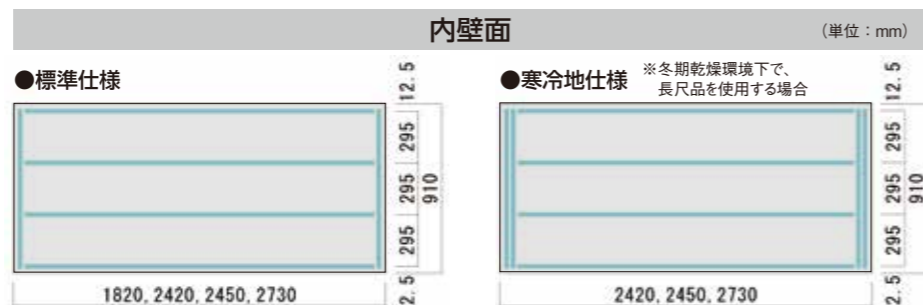 内壁面
(単位：mm)
●標準仕様
12.5
295
295
295
910
2.5
1820, 2420, 2450, 2730
●寒冷地仕様
※冬期乾燥環境下で、
長尺品を使用する場合
12.5
295
295
295
910
2.5
2420, 2450, 2730